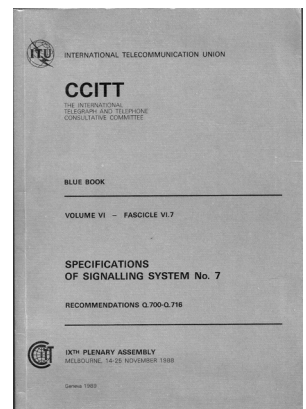 ITU
INTERNATIONAL TELECOMMUNICATION UNION
CCITT
THE INTERNATIONAL
TELEGRAPH AND TELEPHONE
CONSULTATIVE COMMITTEE
BLUE BOOK
VOLUME VI – FASCICLE VI.7
SPECIFICATIONS
OF SIGNALLING SYSTEM No. 7
RECOMMENDATIONS Q.700-Q.716
IXTH PLENARY ASSEMBLY
MELBOURNE, 14-25 NOVEMBER 1988
Geneva 1989